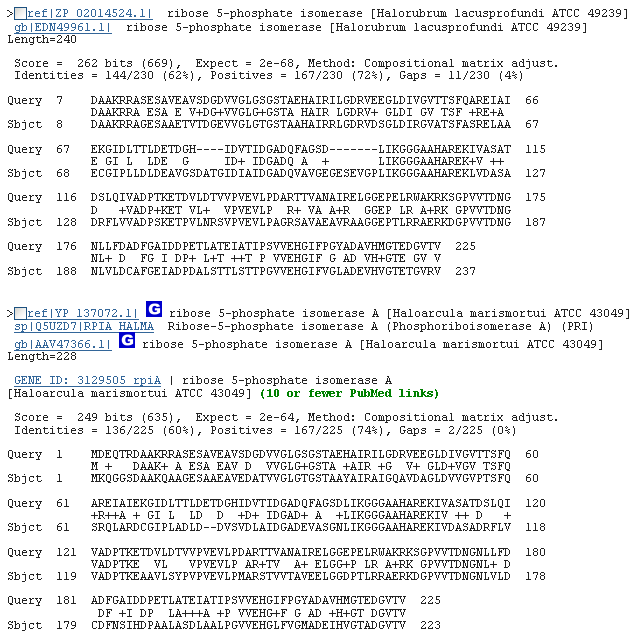 >ref|ZP_02014524.1| ribose 5-phosphate isomerase [Halorubrum lacusprofundi ATCC 49239]
gb|EDN49961.1| ribose 5-phosphate isomerase [Halorubrum lacusprofundi ATCC 49239]
Length=240
Score = 262 bits (669), Expect = 2e-68, Method: Compositional matrix adjust.
Identities = 144/230 (62%), Positives = 167/230 (72%), Gaps = 11/230 (4%)
Query 7 DAAKRRASESAVEAVSDGDVVGLGSGSTAEHAIRILGDRVEEGLDIVGVTTSFQAREIAI 66
DAAKRRA ESA E V+DG+VVGLG+GSTA HAIR LGDRV+ GLDI GV TSF +RE+A
Sbjct 8 DAAKRRAGESAAETVTDGEVVGLGTGSTAAHAIRRLGDRVDSGLDIRGVATSFASRELAA 67
Query 67 EKGIDLTTLDETDGH----IDVTIDGADQFAGSD-------LIKGGGAAHAREKIVASAT 115
E GI L LDE G ID+ IDGADQ A + LIKGGGAAHAREK+V ++
Sbjct 68 ECGIPLLDLDEAVGSDATGIDIAIDGADQVAVGEGESEVGPLIKGGGAAHAREKLVDASA 127
Query 116 DSLQIVVADPTKETDVLDTVVPVEVLPDARTTVANAIRELGGEPELRWAKRKSGPVVTDNG 175
D +VADP+KET VL+ VPVEVLP R+ VA A+R GGEP LR A+RK GPVVTDNG
Sbjct 128 DRFLVVADPSKETPVLNRSVPVEVLPAGRSAVAEAVRAAGGEPTLRRAERKDGPVVTDNG 187
Query 176 NLLFDADFGAIDDPETLATEIATIPSVVEHGIFPGYADAVHMGTEDGVTV 225
NL+ D FG I DP+ L+T ++T P VVEHGIF G AD VH+GTE GV V
Sbjct 188 NLVLDCAFGEIADPDALSTTLSTTPGVVEHGIFVGLADEVHVGTETGVRV 237
>ref|YP_137072.1| G ribose 5-phosphate isomerase A [Haloarcula marismortui ATCC 43049]
sp|Q5UZD7|RPIA_HALMA Ribose-5-phosphate isomerase A (Phosphoriboisomerase A) (PRI)
gb|AAV47366.1| G ribose 5-phosphate isomerase A [Haloarcula marismortui ATCC 43049]
Length=228
GENE ID: 3129505 rpiA | ribose 5-phosphate isomerase A
[Haloarcula marismortui ATCC 43049] (10 or fewer PubMed links)
Score = 249 bits (635), Expect = 2e-64, Method: Compositional matrix adjust.
Identities = 136/225 (60%), Positives = 167/225 (74%), Gaps = 2/225 (0%)
Query 1 MDEQTRDAAKRRASESAVEAVSDGDVVGLGSGSTAEHAIRILGDRVEEGLDIVGVTTSFQ 60
M + DAAK+ A ESA EAV D VVGLG+GSTA +AIR +G V+ GLD+VGV TSFQ
Sbjct 1 MKQGGSDAAKQAAGESAAEAVEDATVVGLGTGSTAAYAIRAIGQAVDAGLDVVGVPTSFQ 60
Query 61 AREIAIEKGIDLTTLDETDGHIDVTIDGADQFAGSDLIKGGGAAHAREKIVASATDSLQI 120
+R++A + GI LD D +D+ IDGAD+ A +LIKGGGAAHAREKIV ++ D +
Sbjct 61 SRQLARDCGIPLADLD--DVSVDLAIDGADEVASGNLIKGGGAAHAREKIVDASADRFLV 118
Query 121 VADPTKETDVLDTVVPVEVLPDARTTVANAIRELGGEPELRWAKRKSGPVVTDNGNLLFD 180
VADPTKE VL VPVEVLP AR+TV A+ ELGG+P LR A+RK GPVVTDNGNL+ D
Sbjct 119 VADPTKEAAVLSYPVPVEVLPMARSTVVTAVEELGGDPTLRRAERKDGPVVTDNGNLVLD 178
Query 181 ADFGAIDDPETLATEIATIPSVVEHGIFPGYADAVHMGTEDGVTV 225
DF +I DP LA+++A +P VVEHG+F G AD +H+GT DGVTV
Sbjct 179 CDFNSIHDPAALASDLAALPGVVEHGLFVGMADEIHVGTADGVTV 223